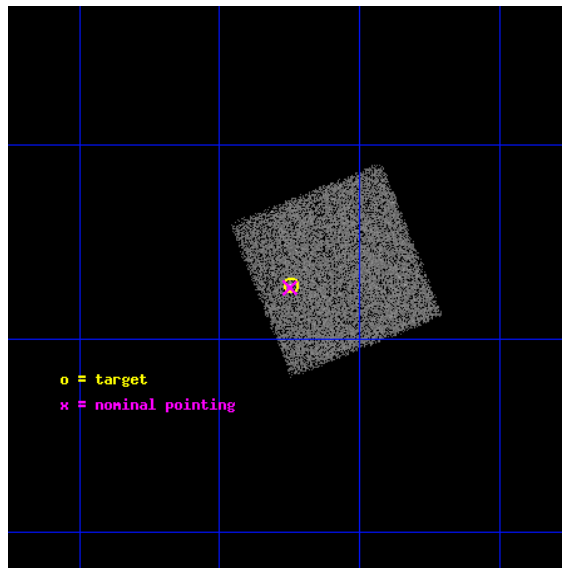 o = target
x = nominal pointing